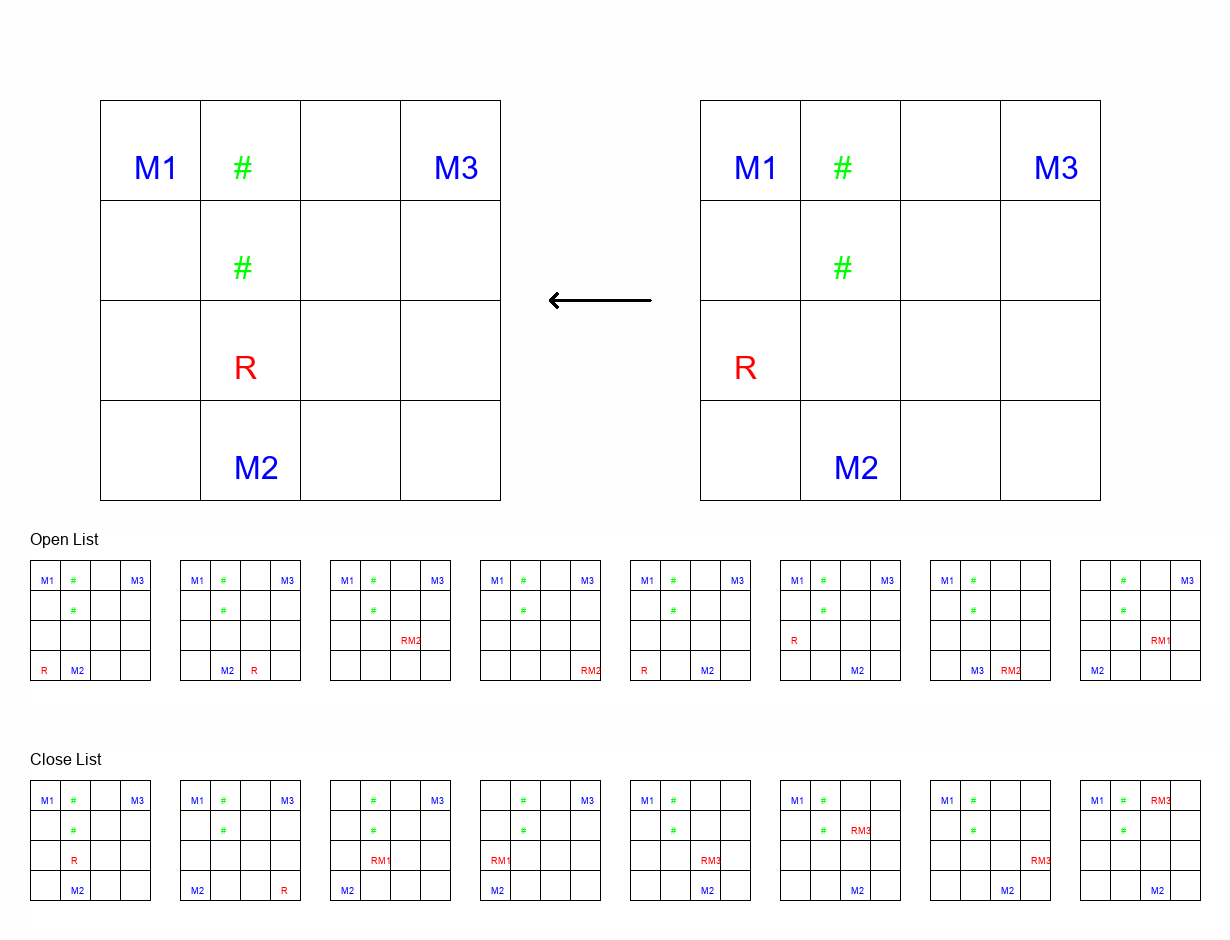 M1 # M3 M1 # M3
# #
R R
M2 M2
Open List
M1 # M3 M1 # M3 M1 # M3 M1 # M3 M1 # M3 M1 # M3 M1 # # M3
# # # # # # # #
RM2 R RM1
R M2 M2 R RM2 R M2 M2 M3 RM2 M2
Close List
M1 # M3 M1 # M3 # M3 # M3 M1 # M1 # M1 # M1 # RM3
# # # # # # RM3 # #
R RM1 RM1 RM3 RM3
M2 M2 R M2 M2 M2 M2 M2 M2